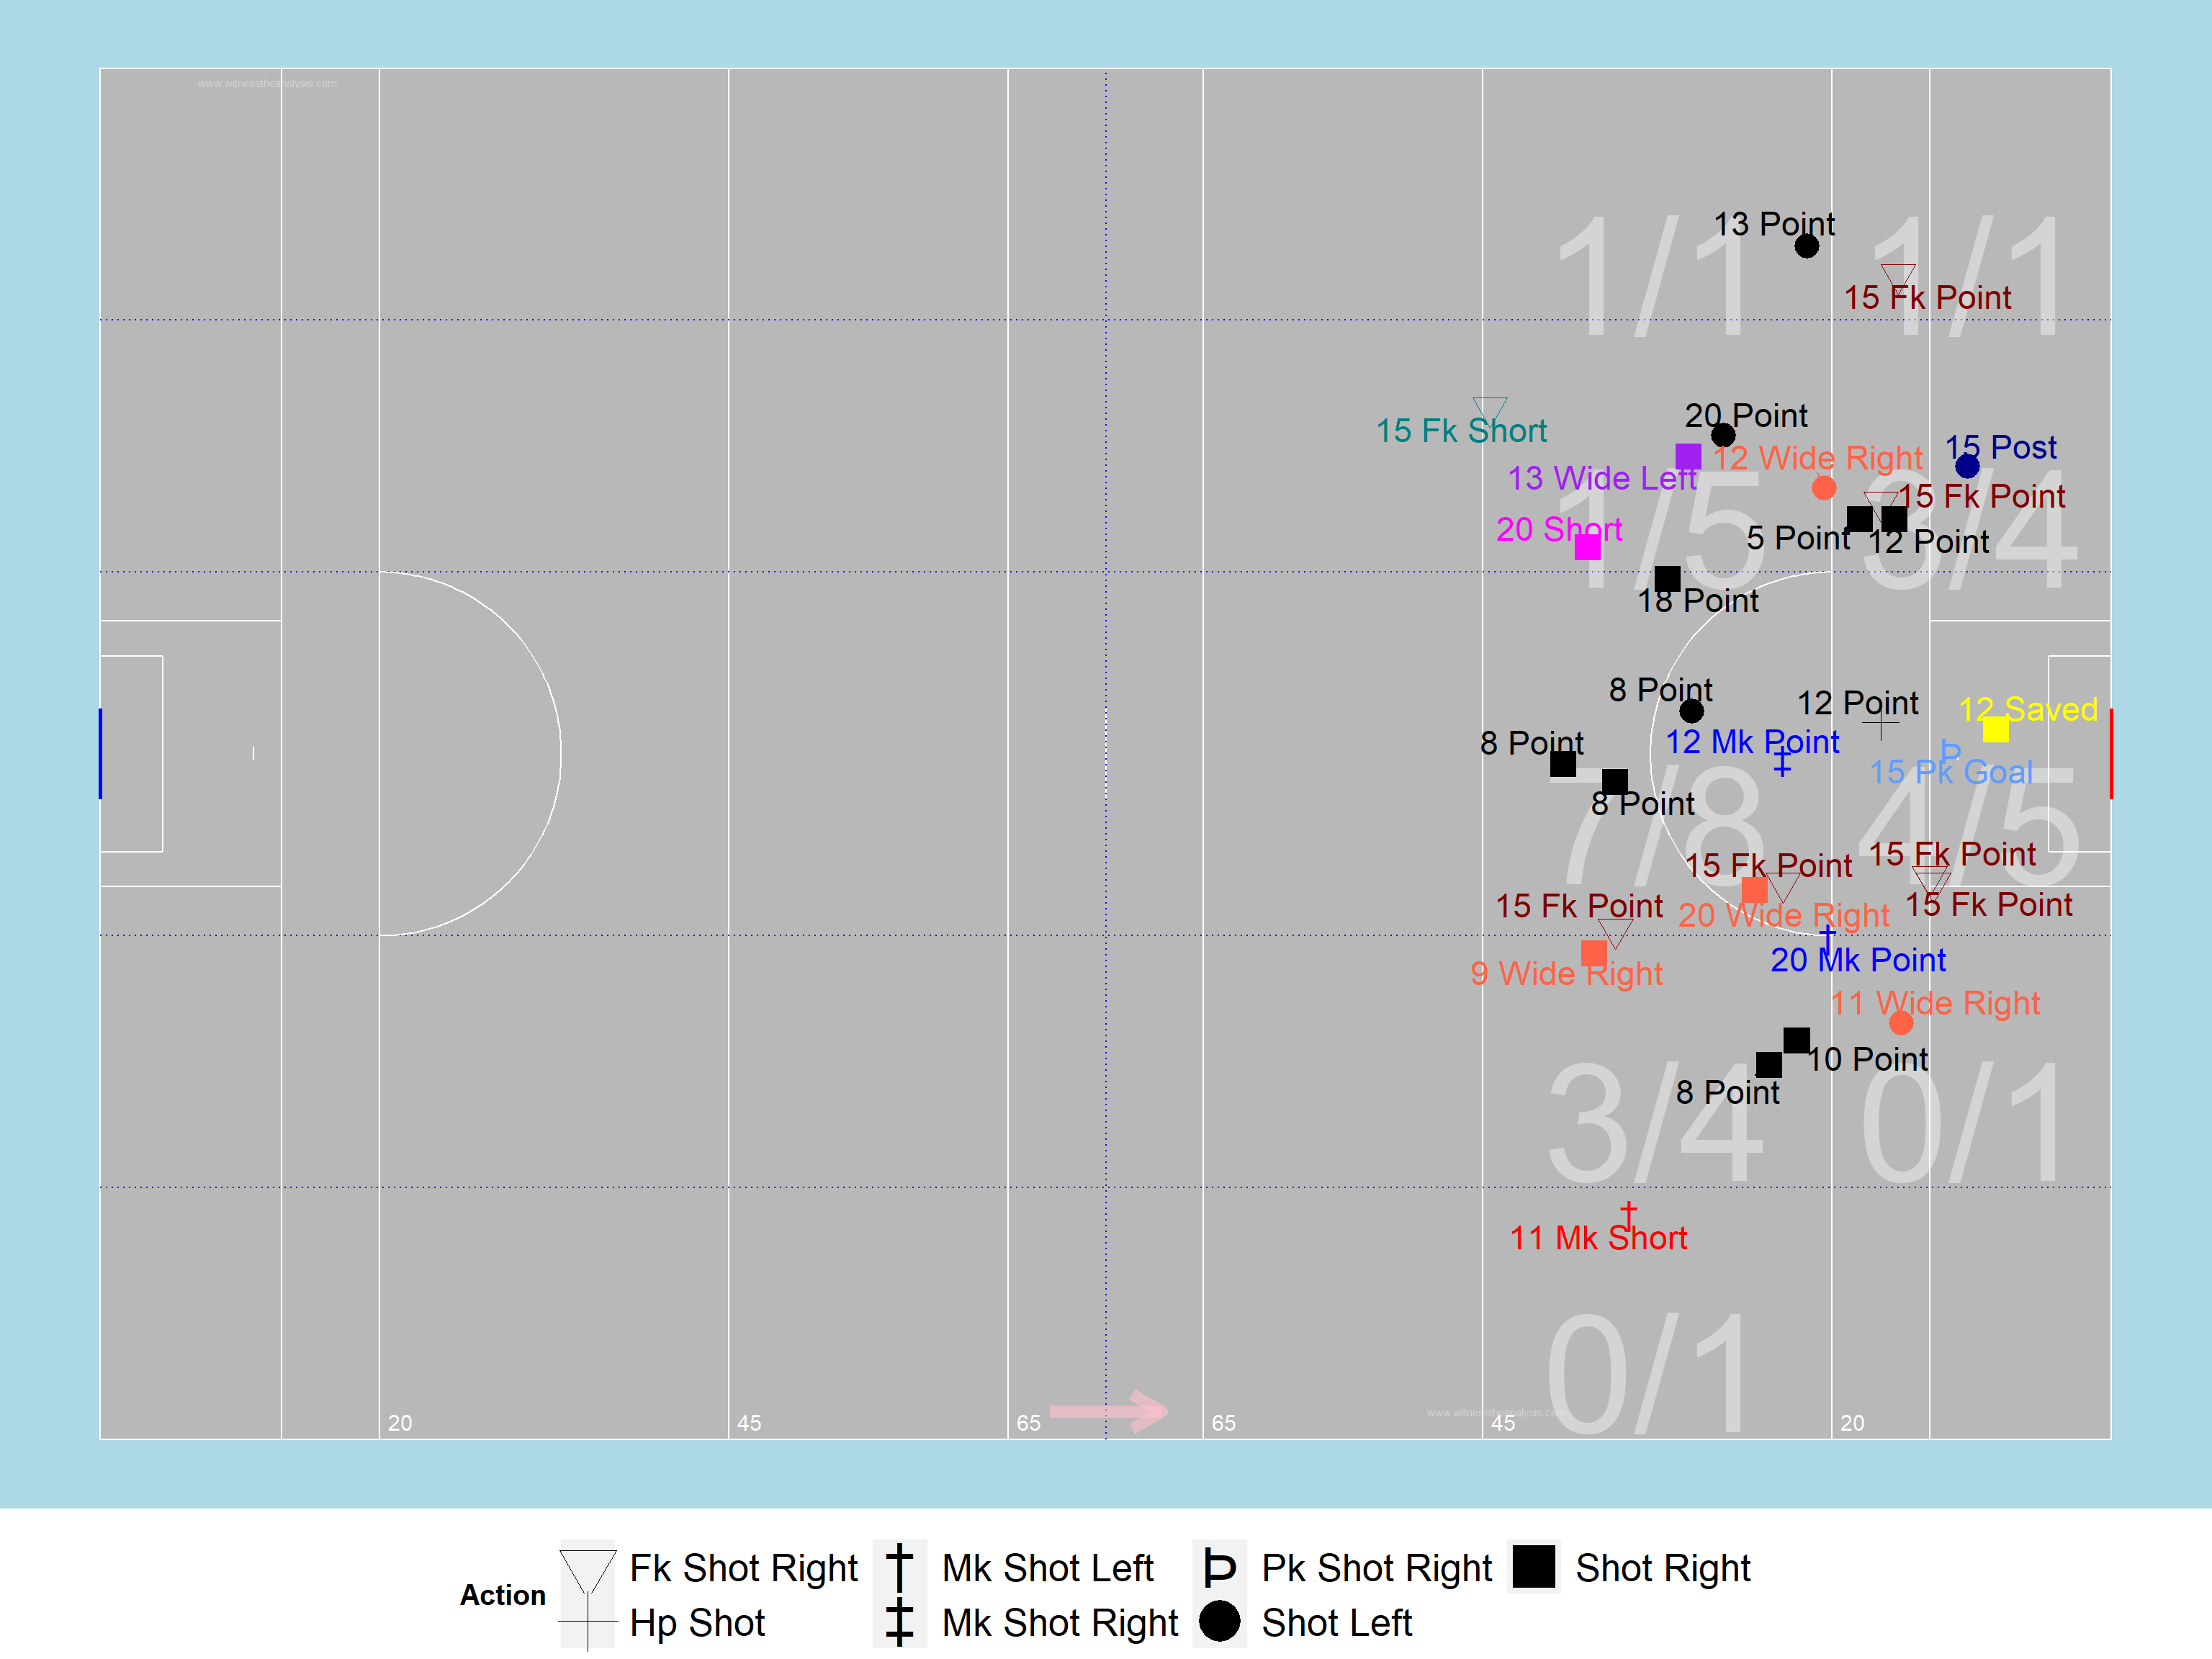 www.witnesstheanalysis.com
13 Point
1/1
1/1
15 Fk Point
20 Point
15 Fk Short
15 Post
12 Wide Right
13 Wide Left
15 Fk Point
1/5
3/4
20 Short
5 Point
12 Point
18 Point
8 Point
12 Point
12 Saved
8 Point
12 Mk Point
15 Pk Goal
8 Point
7/8
4/5
15 Fk Point
15 Fk Point
15 Fk Point
20 Wide Right
15 Fk Point
20 Mk Point
9 Wide Right
11 Wide Right
10 Point
8 Point
3/4
0/1
11 Mk Short
0/1
www.witnesstheanalysis.com
20
45
65
65
45
20
Action
Fk Shot Right
Mk Shot Left
Pk Shot Right
Shot Right
Hp Shot
Mk Shot Right
Shot Left